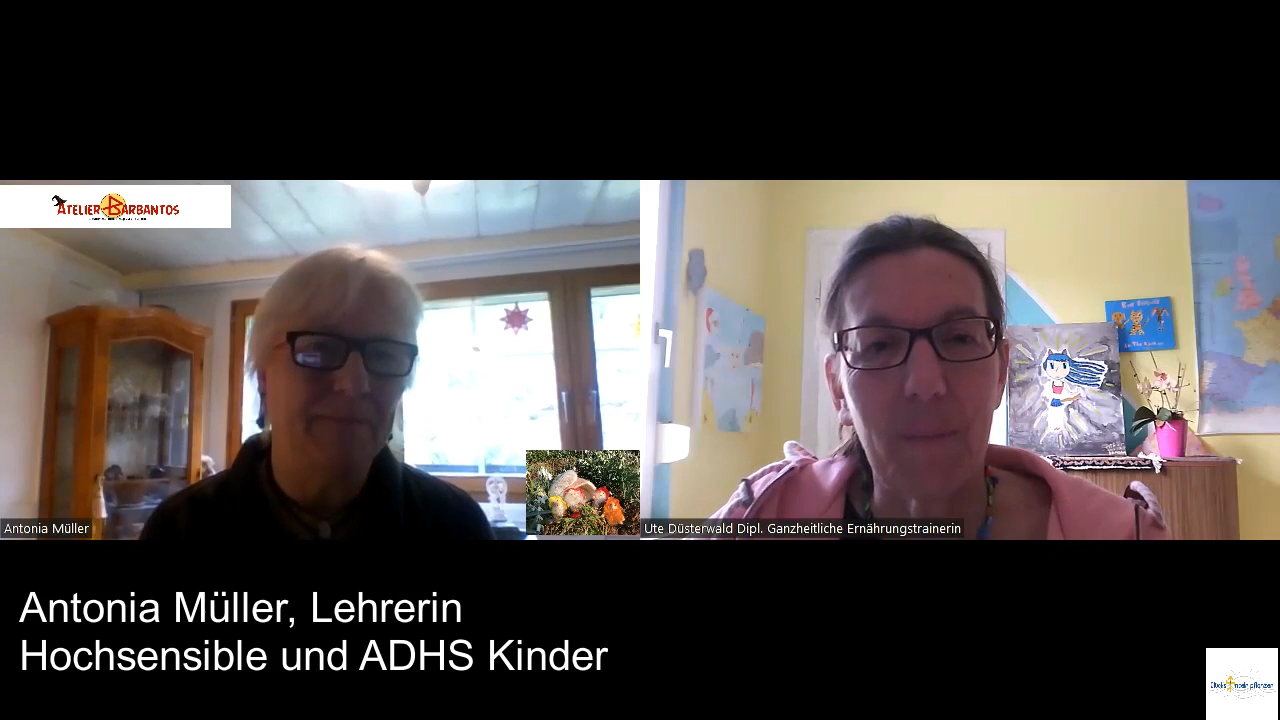 ATELIER BARBANTOS
Antonia Müller
Ute Düsterwald Dipl. Ganzheitliche Ernährungstrainerin
Antonia Müller, Lehrerin
Hochsensible und ADHS Kinder